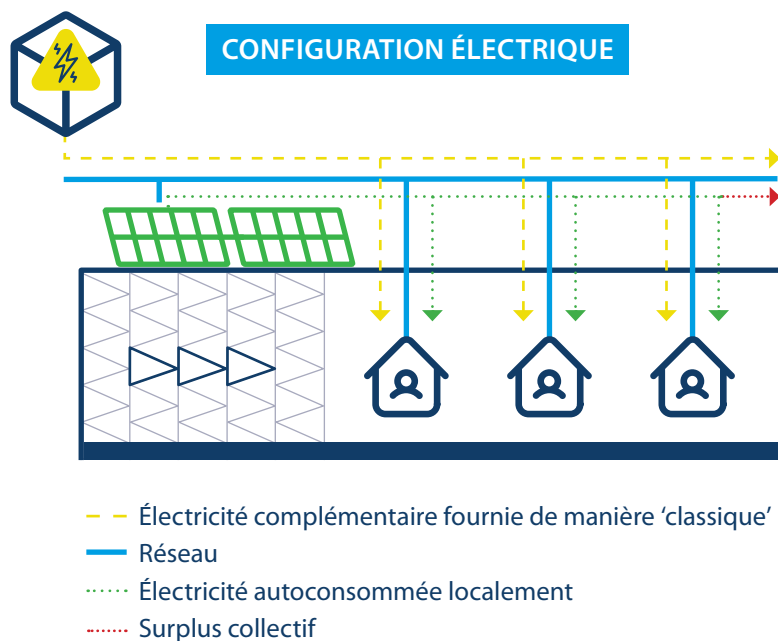 CONFIGURATION ÉLECTRIQUE
Électricité complémentaire fournie de manière ‘classique’
Réseau
Électricité autoconsommée localement
Surplus collectif